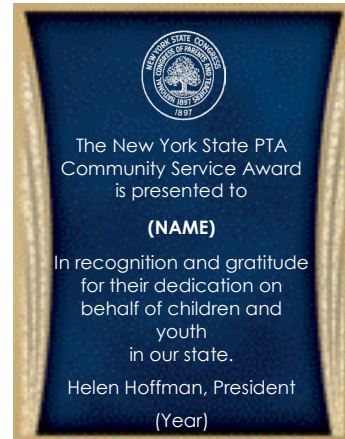 NEW YORK STATE CONGRESS
OF PARENTS AND TEACHERS
NATIONAL CONGRESS
1897
1897
The New York State PTA
Community Service Award
is presented to
(NAME)
In recognition and gratitude
for their dedication on
behalf of children and
youth
in our state.
Helen Hoffman, President
(Year)